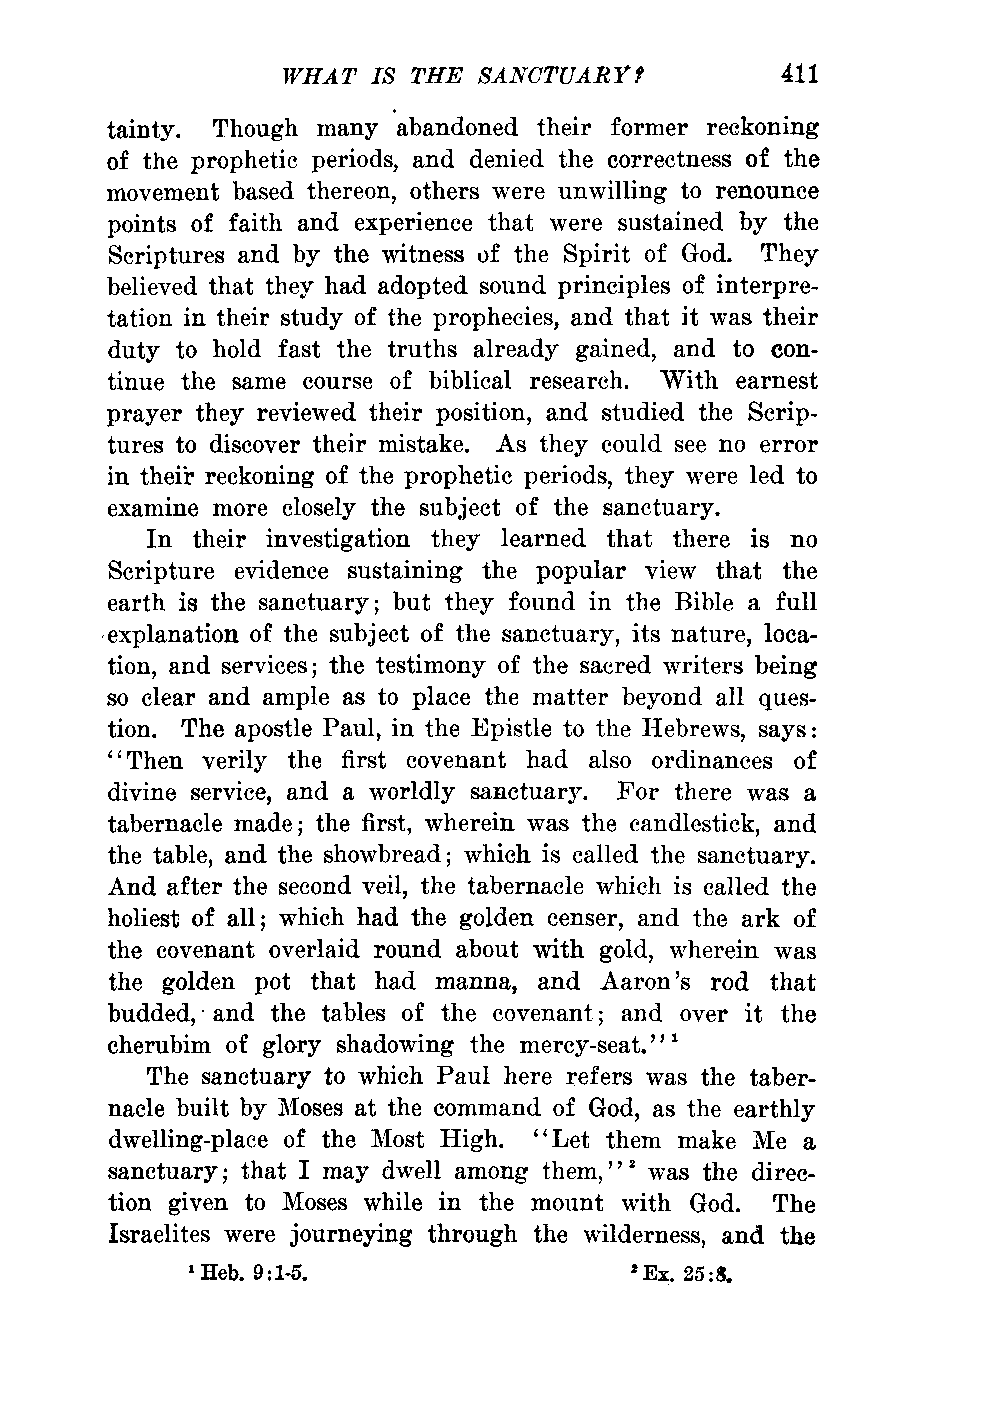 WHAT IS THE SANCTUARY? 411
tainty. Though many abandoned their former reckoning
of the prophetic periods, and denied the correctness of the
movement based thereon, others were unwilling to renounce
points of faith and experience that were sustained by the
Scriptures and by the witness of the Spirit of God. They
believed that they had adopted sound principles of interpre-
tation in their study of the prophecies, and that it was their
duty to hold fast the truths already gained, and to con-
tinue the same course of biblical research. With earnest
prayer they reviewed their position, and studied the Scrip-
tures to discover their mistake. As they could see no error
in their reckoning of the prophetic periods, they were led to
examine more closely the subject of the sanctuary.
In their investigation they learned that there is no
Scripture evidence sustaining the popular view that the
earth is the sanctuary; but they found in the Bible a full
explanation of the subject of the sanctuary, its nature, loca-
tion, and services; the testimony of the sacred writers being
so clear and ample as to place the matter beyond all ques-
tion. The apostle Paul, in the Epistle to the Hebrews, says:
“Then verily the first covenant had also ordinances of
divine service, and a worldly sanctuary. For there was a
tabernacle made; the first, wherein was the candlestick, and
the table, and the showbread; which is called the sanctuary.
And after the second veil, the tabernacle which is called the
holiest of all; which had the golden censer, and the ark of
the covenant overlaid round about with gold, wherein was
the golden pot that had manna, and Aaron’s rod that
budded, and the tables of the covenant; and over it the
cherubim of glory shadowing the mercy-seat.”¹
The sanctuary to which Paul here refers was the taber-
nacle built by Moses at the command of God, as the earthly
dwelling-place of the Most High. “Let them make Me a
sanctuary; that I may dwell among them,”² was the direc-
tion given to Moses while in the mount with God. The
Israelites were journeying through the wilderness, and the
¹ Heb. 9:1-5. ² Ex. 25:8.